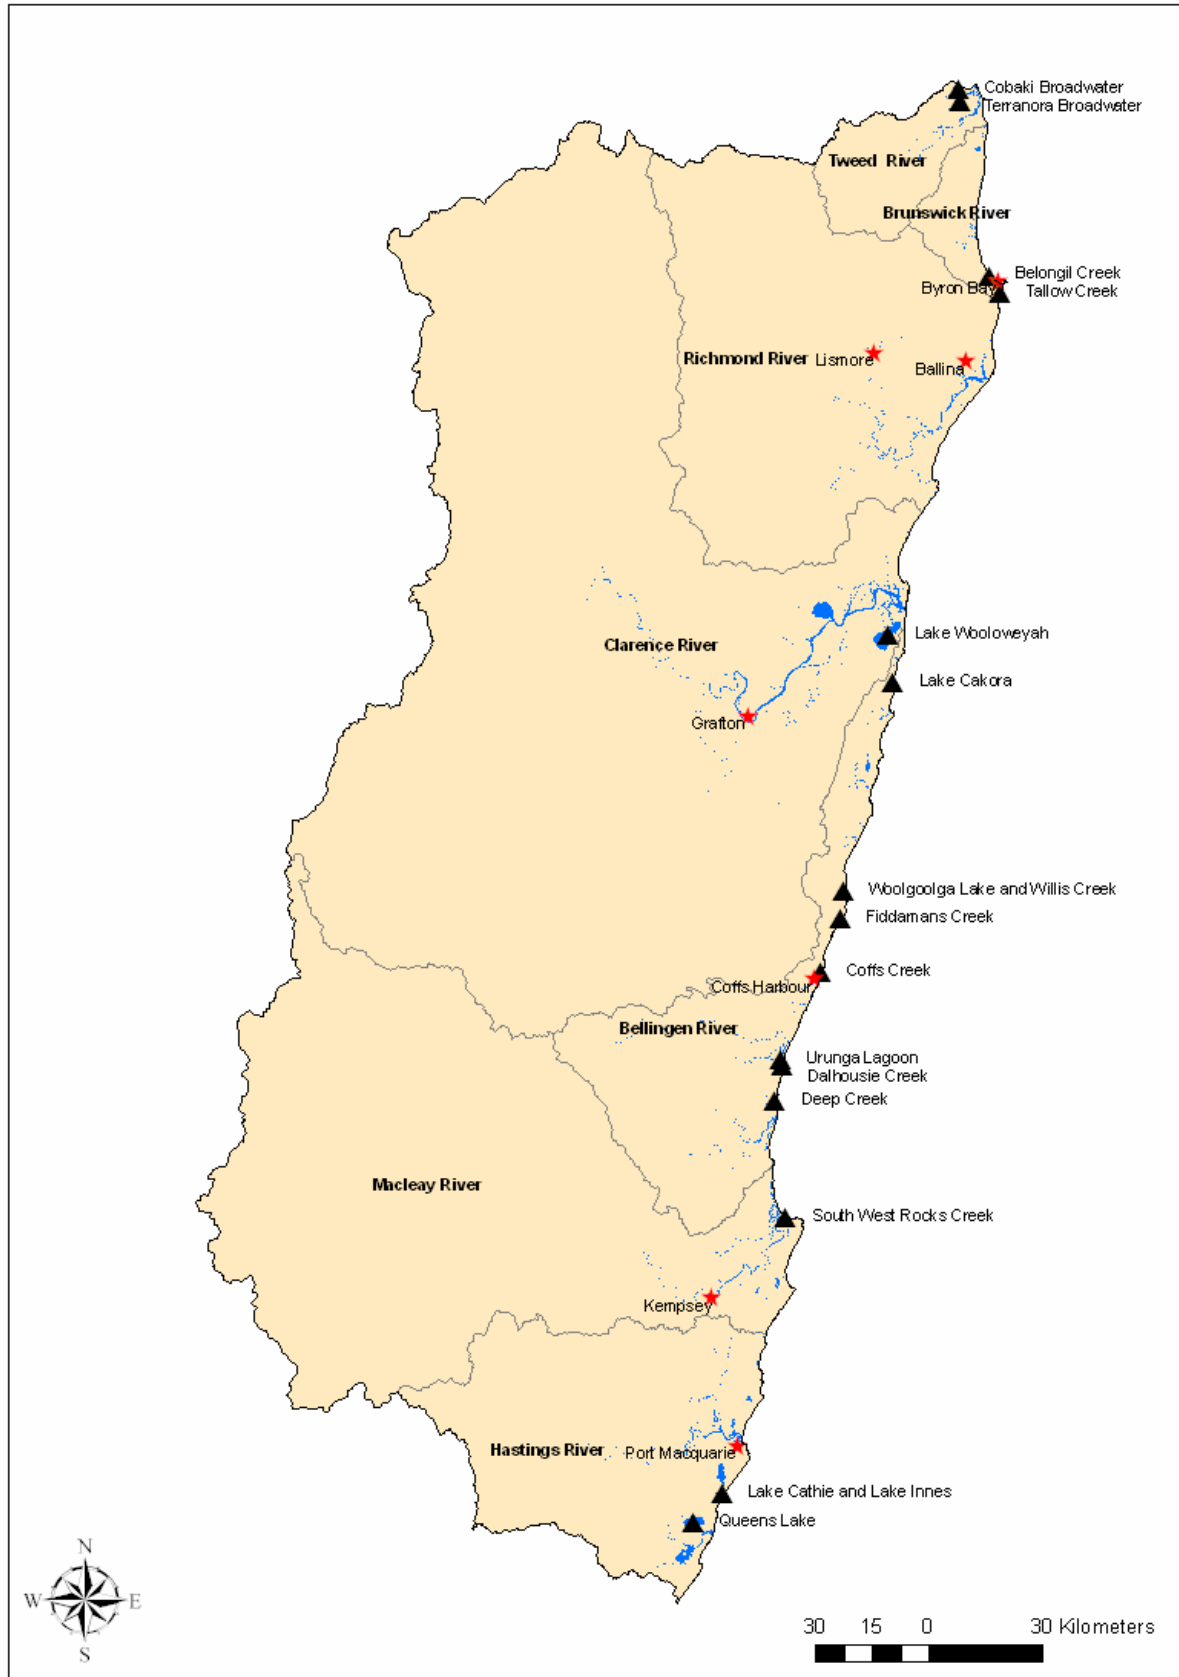 Cobaki Broadwater
Terranora Broadwater
Tweed River
Brunswick River
Belongil Creek
Byron Bay
Tallow Creek
Richmond River
Lismore
Ballina
Lake Wooloweyah
Clarence River
Lake Cakora
Grafton
Woolgoolga Lake and Willis Creek
Fiddamans Creek
Coffs Creek
Coffs Harbour
Bellingen River
Urunga Lagoon
Dalhousie Creek
Deep Creek
Macleay River
South West Rocks Creek
Kempsey
Hastings River
Port Macquarie
Lake Cathie and Lake Innes
Queens Lake
N
W E
S
30 15 0 30 Kilometers